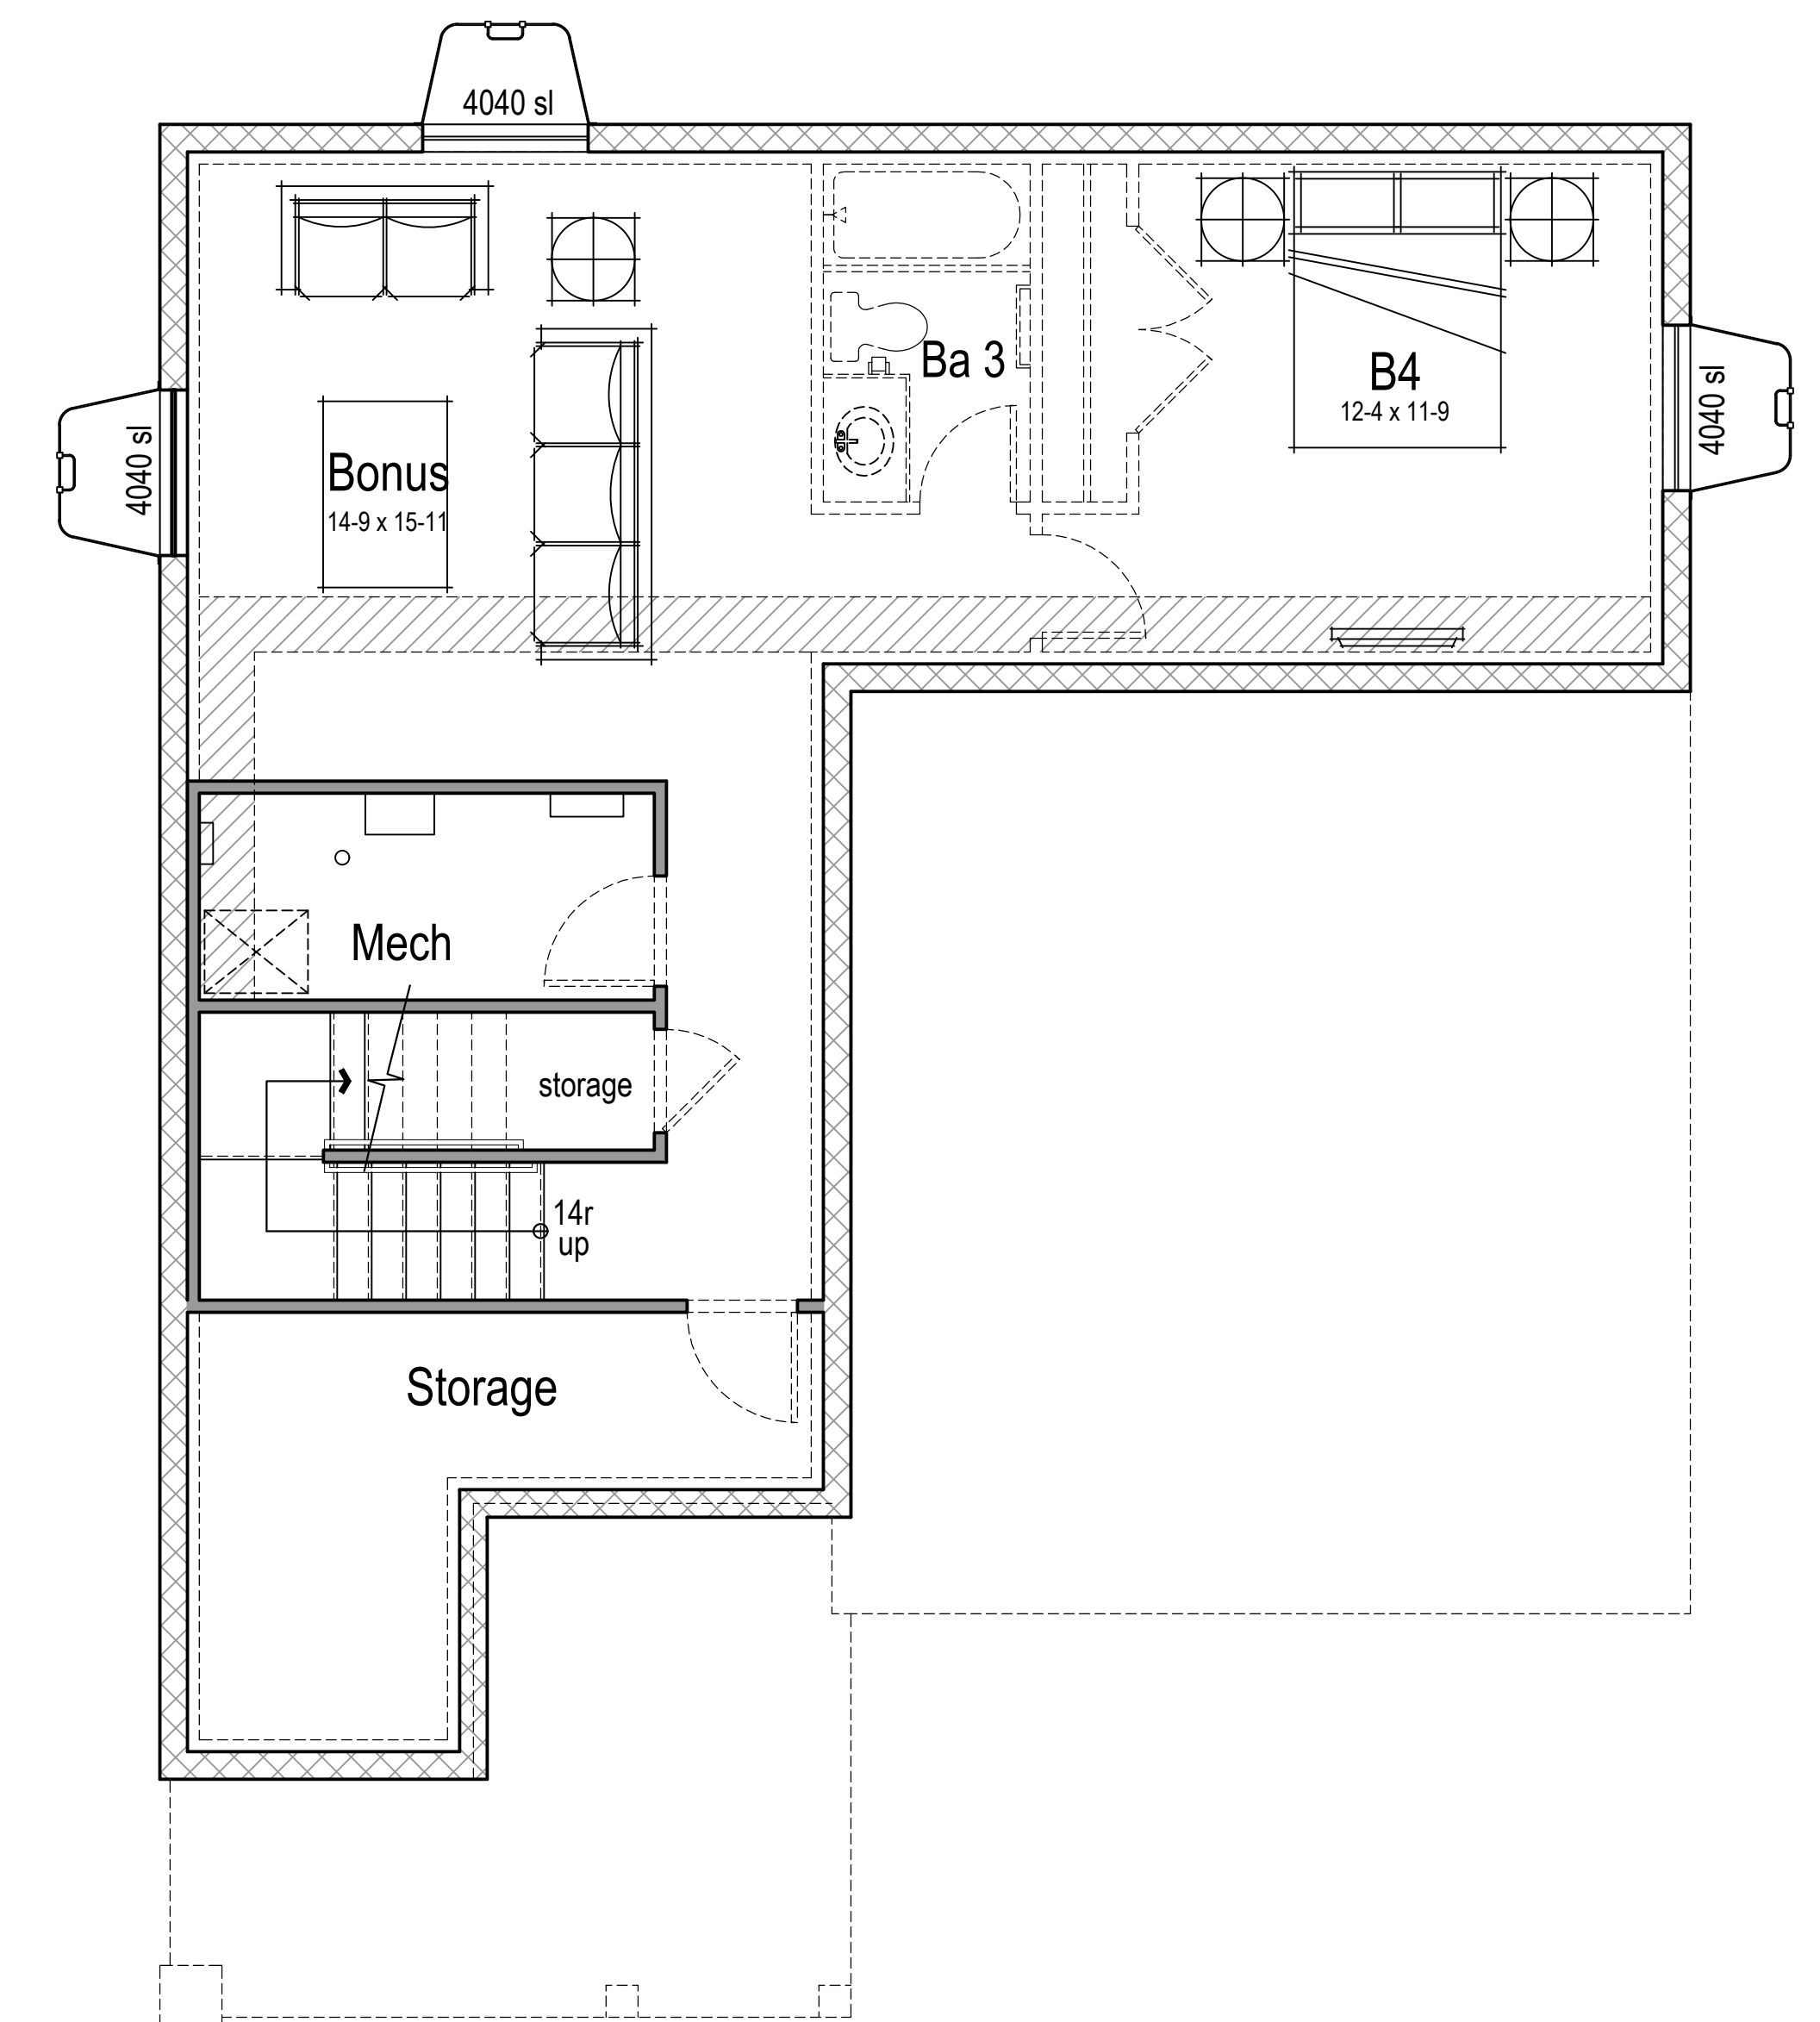 4040 sl
Ba 3
B4
12-4 x 11-9
4040 sl
4040 sl
Bonus
14-9 x 15-11
Mech
storage
14r
up
Storage